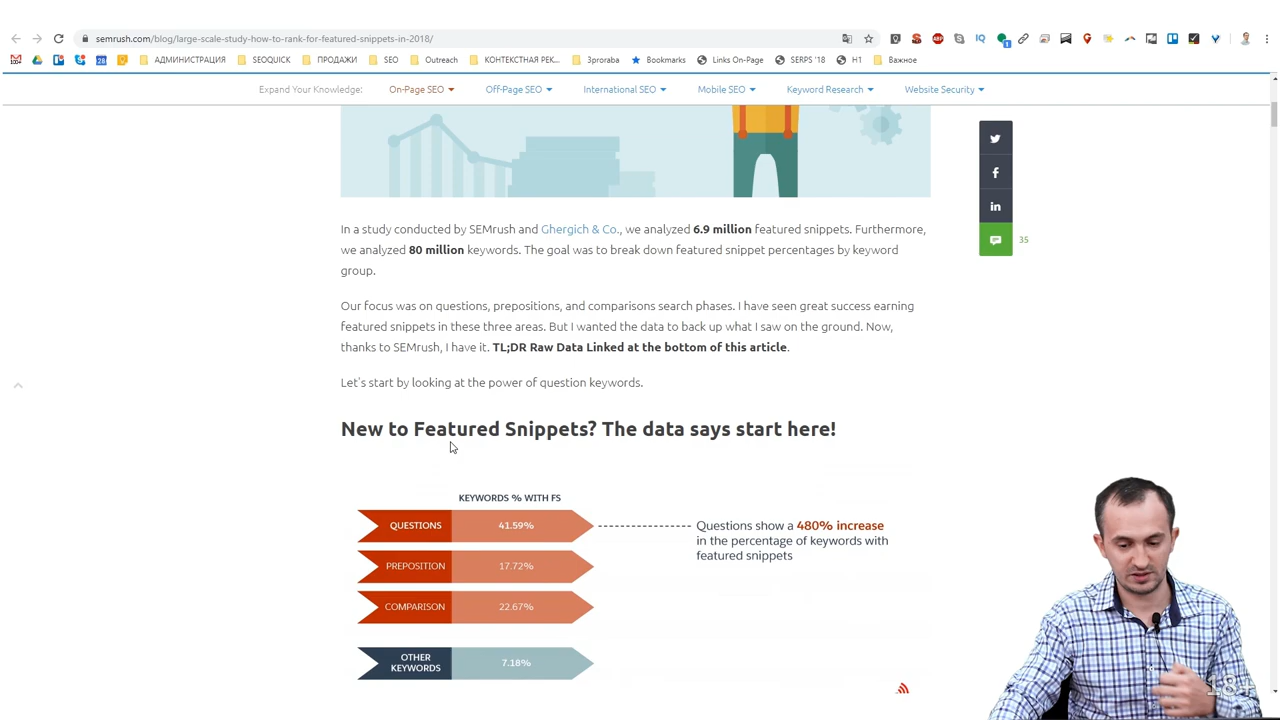 semrush.com/blog/large-scale-study-how-to-rank-for-featured-snippets-in-2018/
АДМИНИСТРАЦИЯ SEOQUICK ПРОДАЖИ SEO Outreach КОНТЕКСТНАЯ РЕК... 3proraba Bookmarks Links On-Page SERPS '18 H1 Важное
Expand Your Knowledge: On-Page SEO Off-Page SEO International SEO Mobile SEO Keyword Research Website Security
In a study conducted by SEMrush and Ghergich & Co., we analyzed 6.9 million featured snippets. Furthermore,
we analyzed 80 million keywords. The goal was to break down featured snippet percentages by keyword
group.
35
Our focus was on questions, prepositions, and comparisons search phases. I have seen great success earning
featured snippets in these three areas. But I wanted the data to back up what I saw on the ground. Now,
thanks to SEMrush, I have it. TL;DR Raw Data Linked at the bottom of this article.
Let's start by looking at the power of question keywords.
New to Featured Snippets? The data says start here!
KEYWORDS % WITH FS
QUESTIONS 41.59%
Questions show a 480% increase
in the percentage of keywords with
featured snippets
PREPOSITION 17.72%
COMPARISON 22.67%
OTHER
KEYWORDS 7.18%
18+